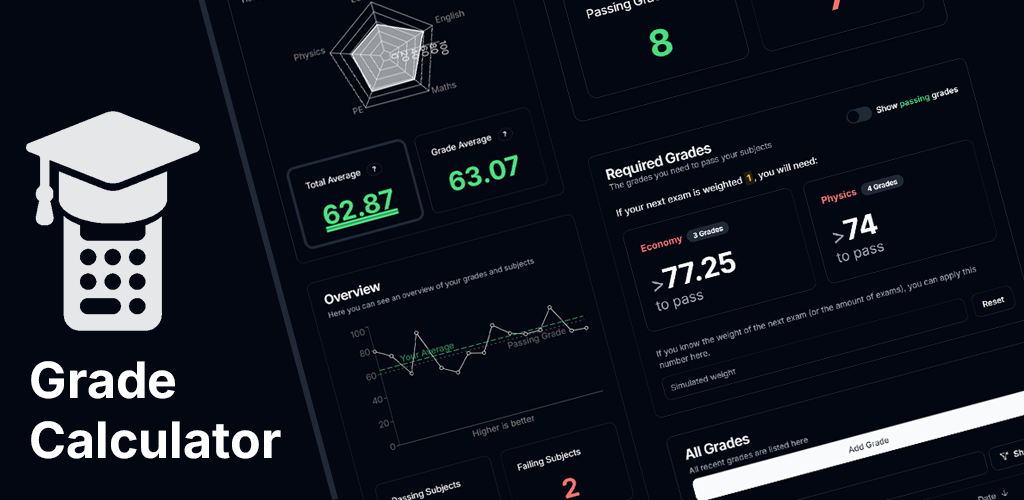 Grade
Calculator
English
Physics
Maths
PE
Total Average ?
62.87
Grade Average ?
63.07
Overview
Here you can see an overview of your grades and subjects
100
80
60
40
20
0
Your Average
Passing Grade
Higher is better
Passing Subjects
Failing Subjects
2
8
Show passing grades
Required Grades
The grades you need to pass your subjects
If your next exam is weighted 1, you will need:
Economy 3 Grades
>77.25
to pass
Physics 4 Grades
>74
to pass
If you know the weight of the next exam (or the amount of exams), you can apply this
number here.
Simulated weight
Reset
All Grades
All recent grades are listed here
Add Grade
Date